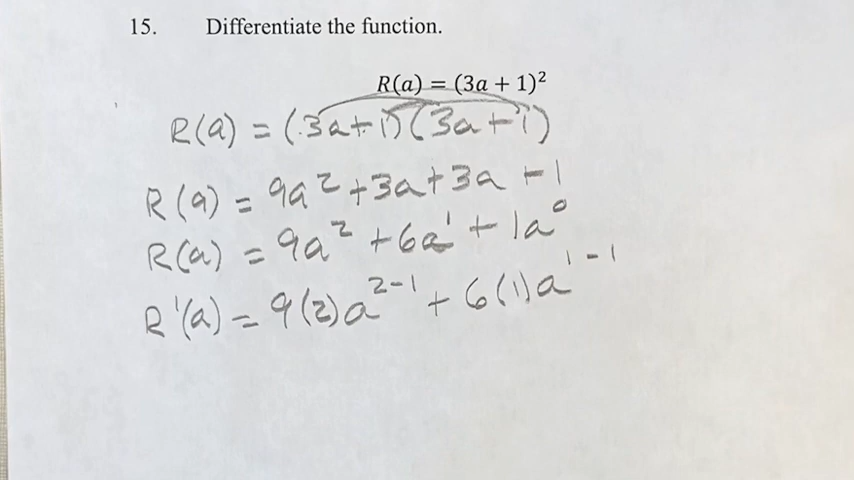 15. Differentiate the function.
R(a) = (3a + 1)²
R(a) = (3a+1)(3a+1)
R(a) = 9a²+3a+3a +1
R(a) = 9a² +6a¹ + 1a⁰
R'(a) = 9(2)a²⁻¹ + 6(1)a¹⁻¹